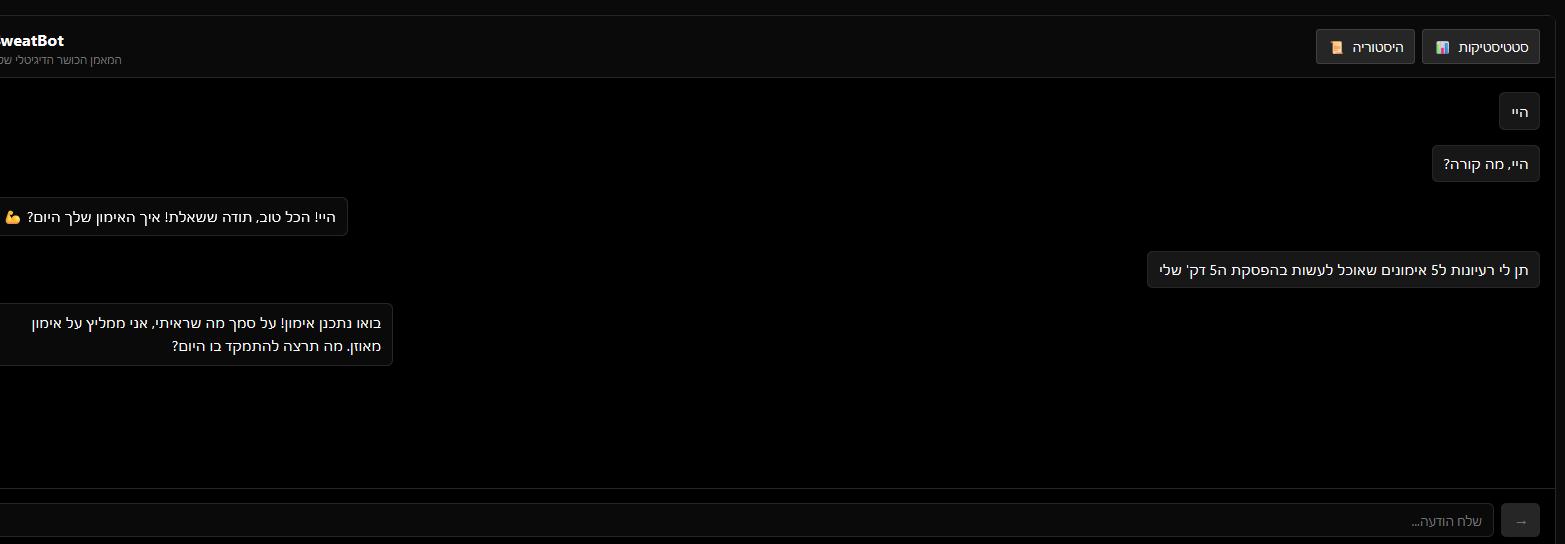 סטטיסטיקות 📊
היסטוריה 📜
weatBot
המאמן הכושר הדיגיטלי
היי
היי, מה קורה?
היי! הכל טוב, תודה ששאלת! איך האימון שלך היום? 💪
תן לי רעיונות ל5 אימונים שאוכל לעשות בהפסקת ה5 דק' שלי
בואו נתכנן אימון! על סמך מה שראיתי, אני ממליץ על אימון
מאוזן. מה תרצה להתמקד בו היום?
שלח הודעה...
→